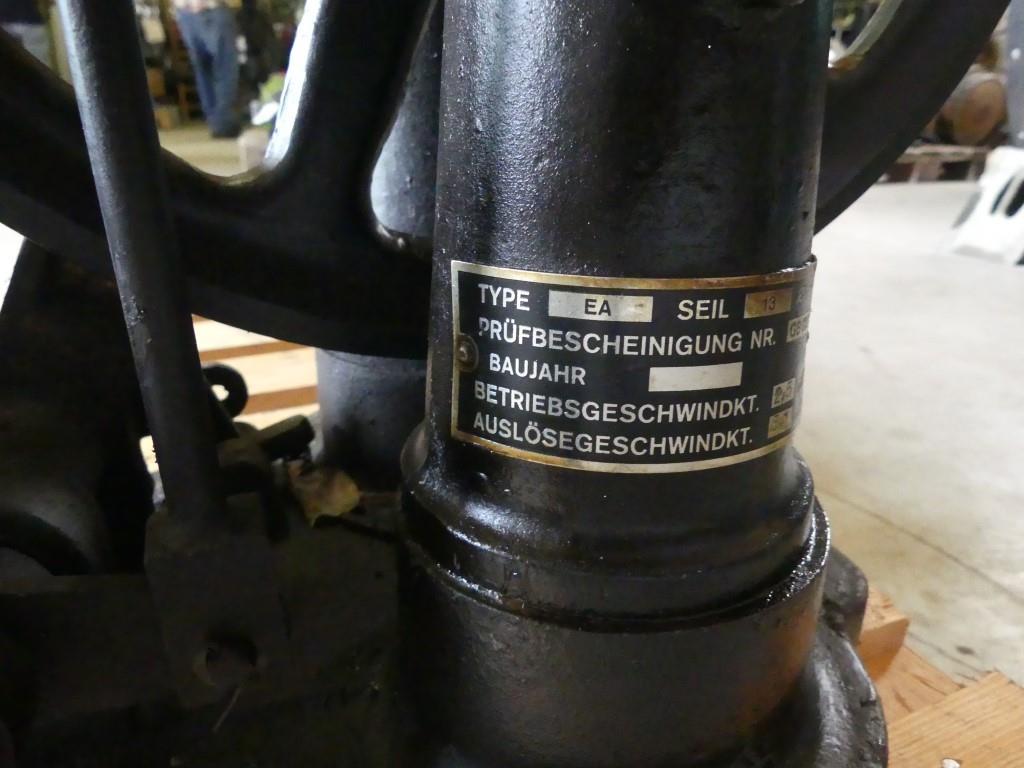 TYPE EA SEIL 13
PRÜFBESCHEINIGUNG NR.
BAUJAHR
BETRIEBSGESCHWINDKT.
AUSLÖSEGESCHWINDKT.